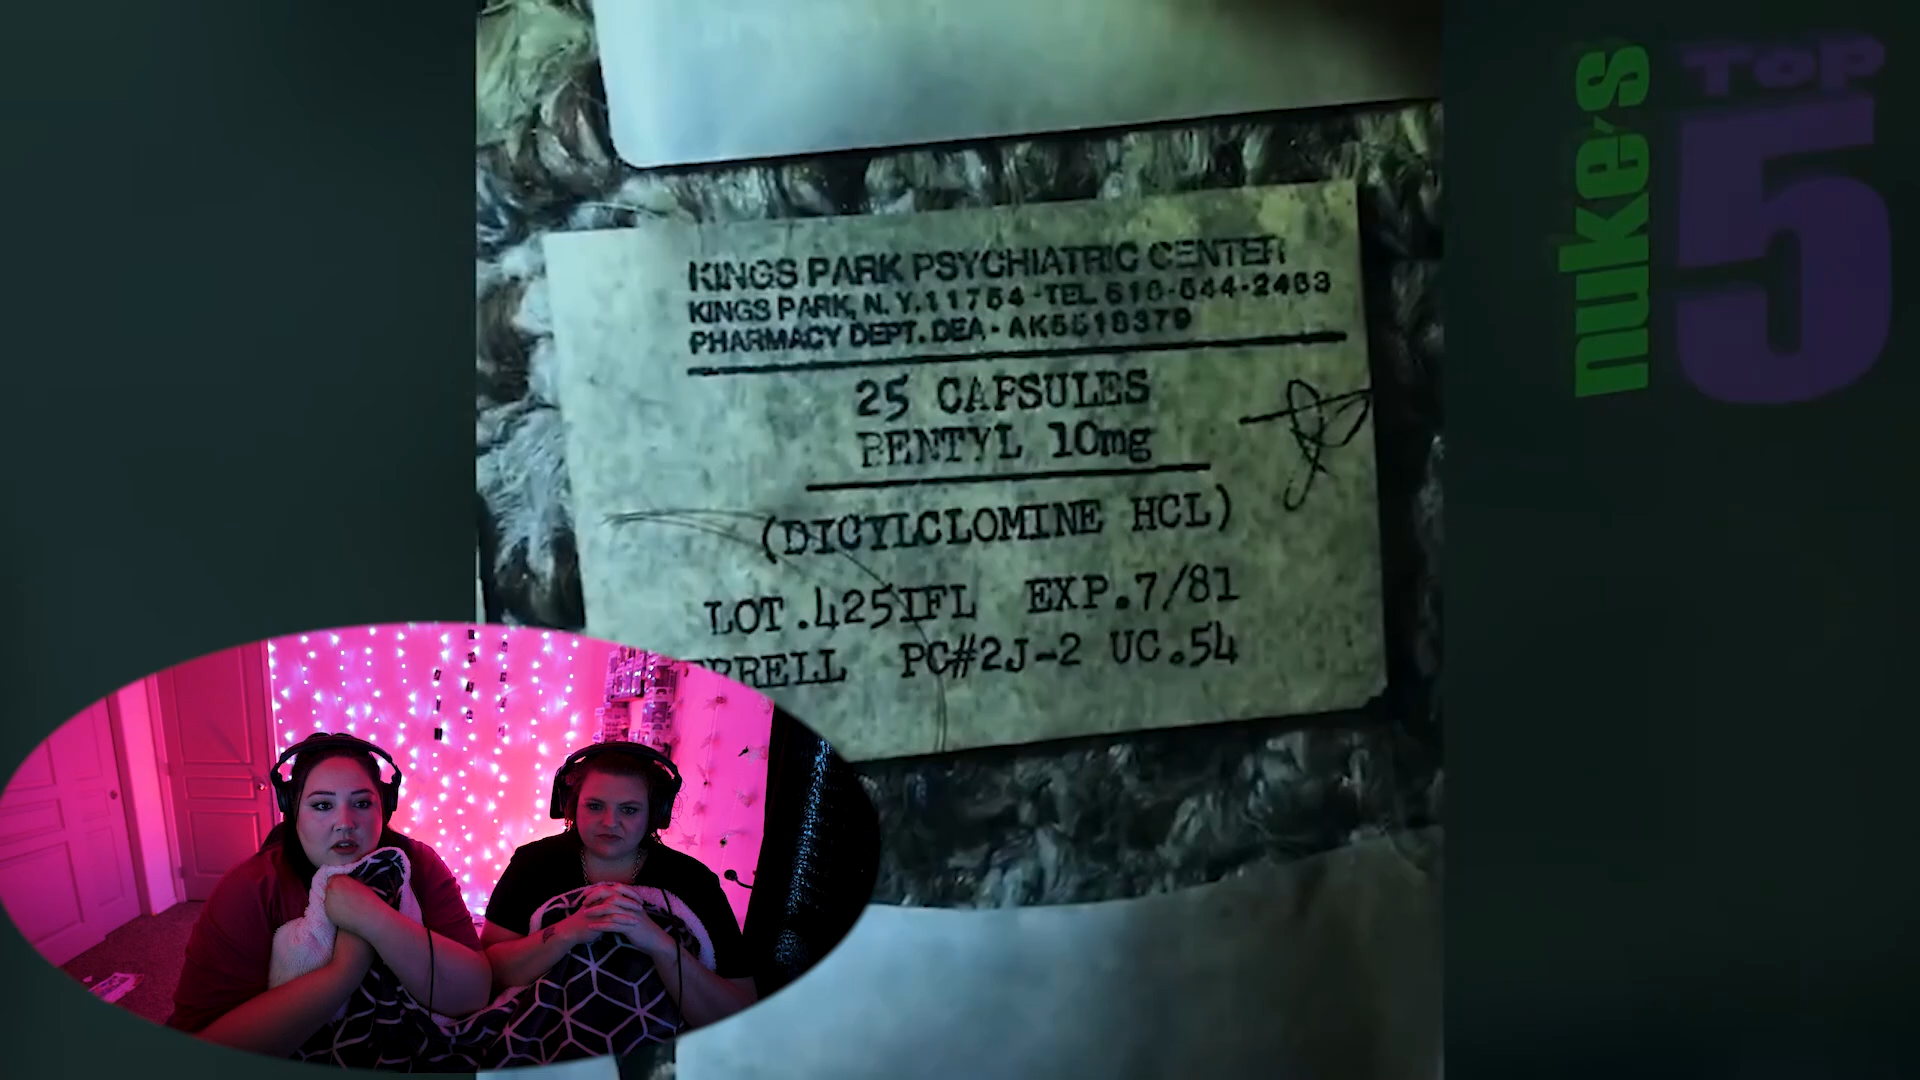 KINGS PARK PSYCHIATRIC CENTER
KINGS PARK, N.Y. 11754 - TEL 516-544-2463
PHARMACY DEPT. DEA - AK5518379
25 CAPSULES
BENTYL 10mg
(DICYLCLOMINE HCL)
LOT.425IFL EXP.7/81
PC#2J-2 UC.54
nuke's
TOP
5